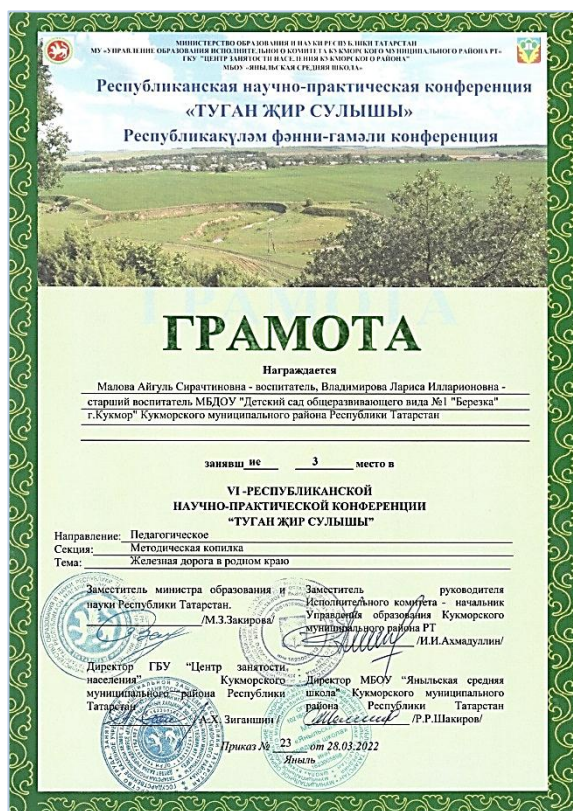 МИНИСТЕРСТВО ОБРАЗОВАНИЯ И НАУКИ РЕСПУБЛИКИ ТАТАРСТАН
МУ «УПРАВЛЕНИЕ ОБРАЗОВАНИЯ ИСПОЛНИТЕЛЬНОГО КОМИТЕТА КУКМОРСКОГО МУНИЦИПАЛЬНОГО РАЙОНА РТ»
ГКУ "ЦЕНТР ЗАНЯТОСТИ НАСЕЛЕНИЯ КУКМОРСКОГО РАЙОНА"
МБОУ «ЯНЫЛЬСКАЯ СРЕДНЯЯ ШКОЛА»
Республиканская научно-практическая конференция
«ТУГАН ҖИР СУЛЫШЫ»
Республикакүләм фәнни-гамәли конференция
ГРАМОТА
Награждается
Малова Айгуль Сирачтиновна - воспитатель, Владимирова Лариса Илларионовна -
старший воспитатель МБДОУ "Детский сад общеразвивающего вида №1 "Березка"
г.Кукмор" Кукморского муниципального района Республики Татарстан
занявшие 3 место в
VI -РЕСПУБЛИКАНСКОЙ
НАУЧНО-ПРАКТИЧЕСКОЙ КОНФЕРЕНЦИИ
"ТУГАН ҖИР СУЛЫШЫ"
Направление: Педагогическое
Секция: Методическая копилка
Тема: Железная дорога в родном краю
Заместитель министра образования и
науки Республики Татарстан.
/М.З.Закирова/
Заместитель руководителя
Исполнительного комитета - начальник
Управления образования Кукморского
муниципального района РТ
/И.И.Ахмадуллин/
Директор ГБУ "Центр занятости
населения" Кукморского
муниципального района Республики
Татарстан
/А.Х. Зиганшин /
Директор МБОУ "Яныльская средняя
школа" Кукморского муниципального
района Республики Татарстан
/Р.Р.Шакиров/
Приказ № 23 от 28.03.2022
Яныль